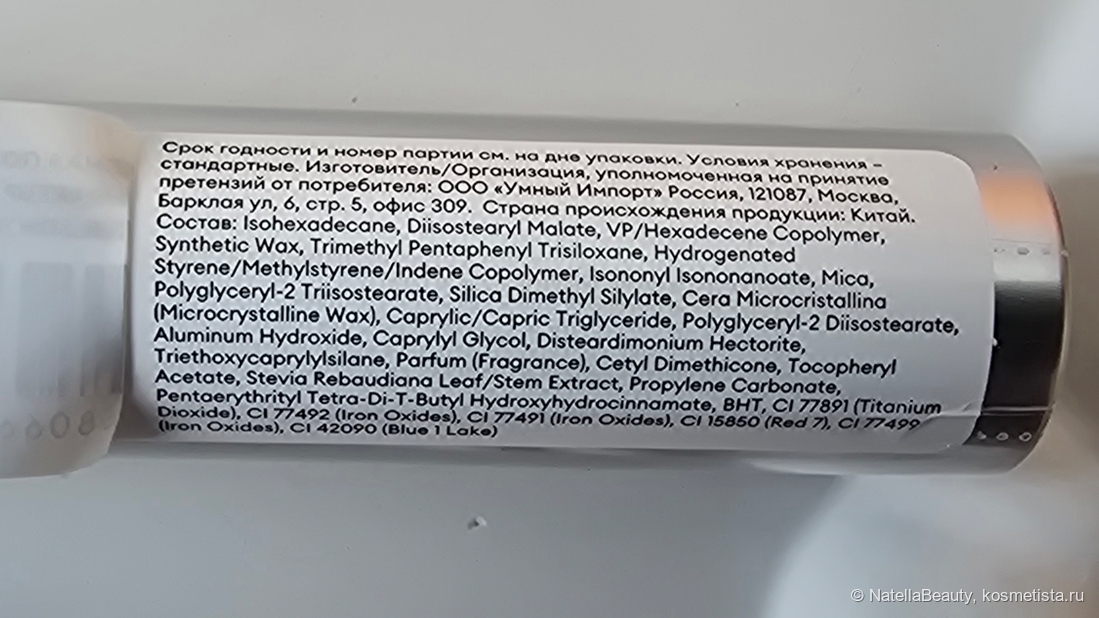 Срок годности и номер партии см. на дне упаковки. Условия хранения –
стандартные. Изготовитель/Организация, уполномоченная на принятие
претензий от потребителя: ООО «Умный Импорт» Россия, 121087, Москва,
Барклая ул, 6, стр. 5, офис 309. Страна происхождения продукции: Китай.
Состав: Isohexadecane, Diisostearyl Malate, VP/Hexadecene Copolymer,
Synthetic Wax, Trimethyl Pentaphenyl Trisiloxane, Hydrogenated
Styrene/Methylstyrene/Indene Copolymer, Isononyl Isononanoate, Mica,
Polyglyceryl-2 Triisostearate, Silica Dimethyl Silylate, Cera Microcristallina
(Microcrystalline Wax), Caprylic/Capric Triglyceride, Polyglyceryl-2 Diisostearate,
Aluminum Hydroxide, Caprylyl Glycol, Disteardimonium Hectorite,
Triethoxycaprylylsilane, Parfum (Fragrance), Cetyl Dimethicone, Tocopheryl
Acetate, Stevia Rebaudiana Leaf/Stem Extract, Propylene Carbonate,
Pentaerythrityl Tetra-Di-T-Butyl Hydroxyhydrocinnamate, BHT, CI 77891 (Titanium
Dioxide), CI 77492 (Iron Oxides), CI 77491 (Iron Oxides), CI 15850 (Red 7), CI 77499
(Iron Oxides), CI 42090 (Blue 1 Lake)
© NatellaBeauty, kosmetista.ru